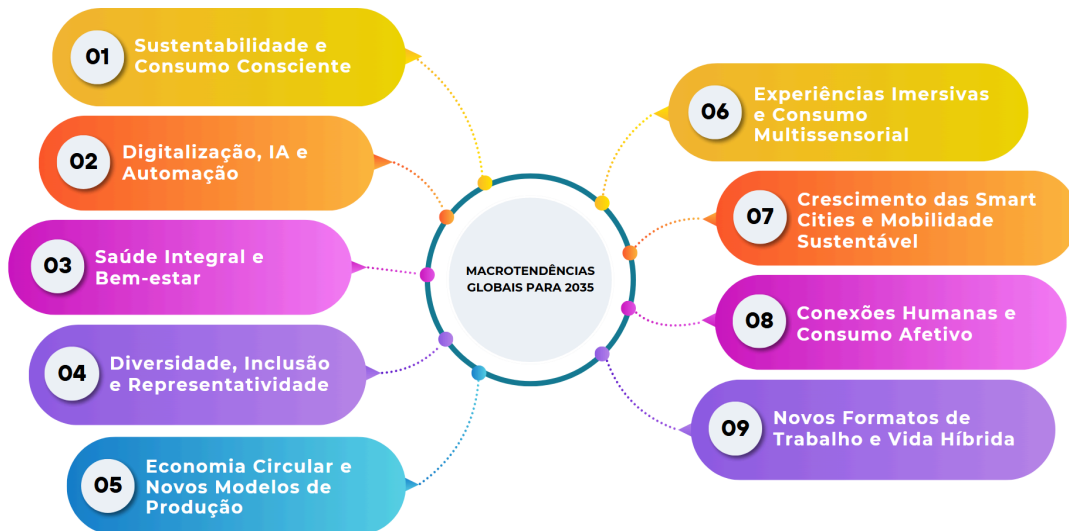 01
Sustentabilidade e
Consumo Consciente
02
Digitalização, IA e
Automação
03
Saúde Integral e
Bem-estar
04
Diversidade, Inclusão
e Representatividade
05
Economia Circular e
Novos Modelos de
Produção
MACROTENDÊNCIAS
GLOBAIS PARA 2035
06
Experiências Imersivas
e Consumo
Multissensorial
07
Crescimento das Smart
Cities e Mobilidade
Sustentável
08
Conexões Humanas e
Consumo Afetivo
09
Novos Formatos de
Trabalho e Vida Híbrida